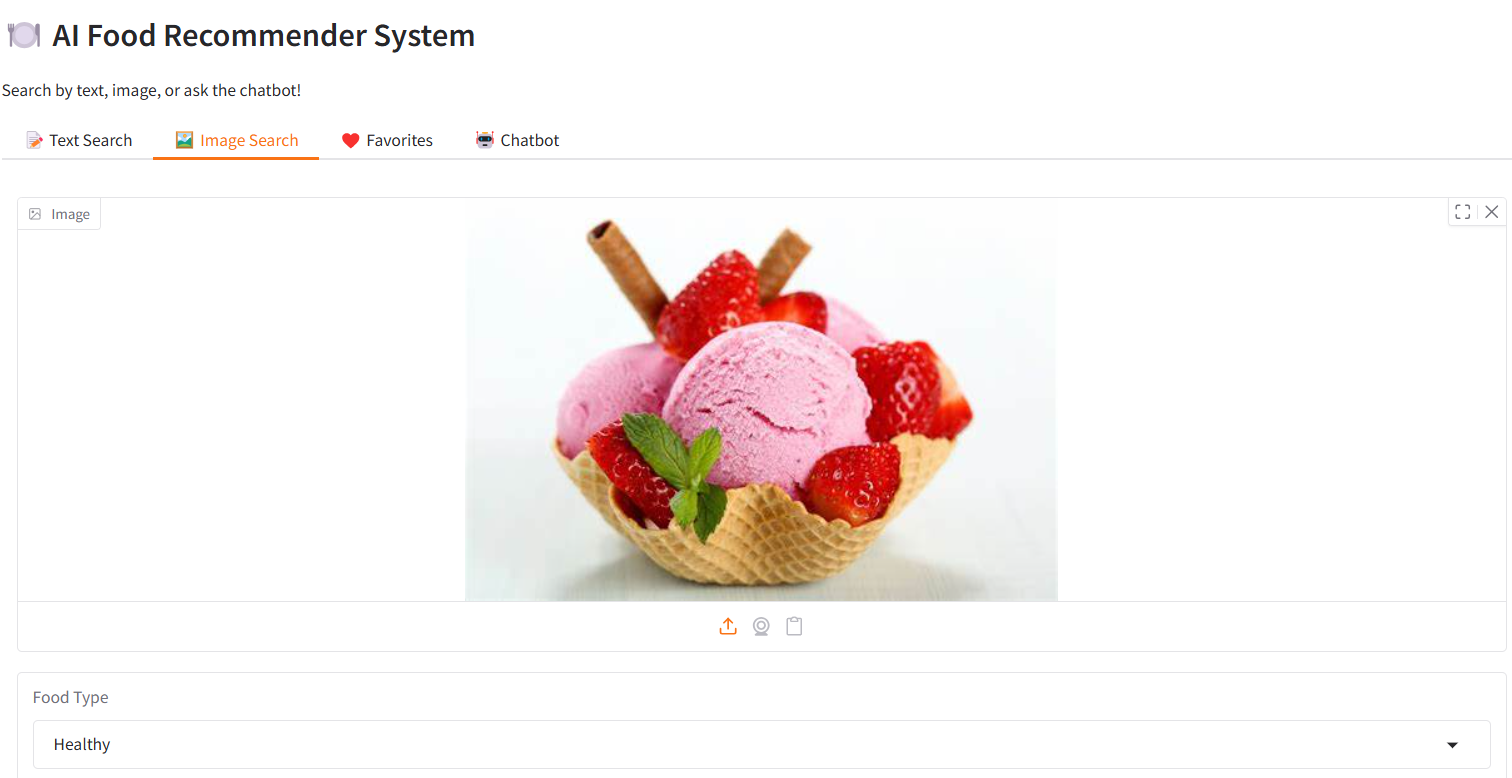 AI Food Recommender System
Search by text, image, or ask the chatbot!
Text Search Image Search Favorites Chatbot
Image
Food Type
Healthy